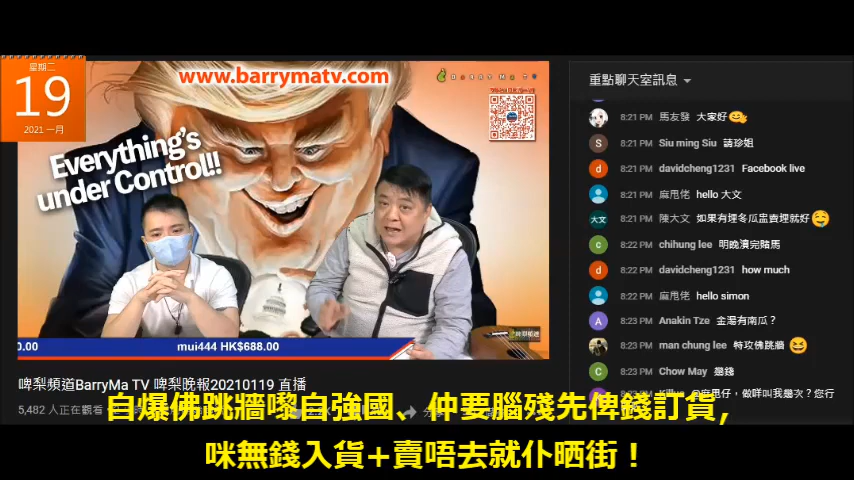 星期二
19
2021 一月
www.barrymatv.com
BARRY MA TV
Everything's
under Control!!
0.00
mui444 HK$688.00
啤梨頻道BarryMa TV 啤梨晚報20210119 直播
5,482 人正在觀看
重點聊天室訊息
8:21 PM 馬友發 大家好
S 8:21 PM Siu ming Siu 請珍姐
d 8:21 PM davidcheng1231 Facebook live
8:21 PM 麻甩佬 hello 大文
大文 8:21 PM 陳大文 如果有埋冬瓜盅賣埋就好
c 8:22 PM chihung lee 明晚濱完賭馬
d 8:22 PM davidcheng1231 how much
8:22 PM 麻甩佬 hello simon
A 8:23 PM Anakin Tze 金湯有南瓜？
8:23 PM man chung lee 特攻佛跳牆
C 8:23 PM Chow May 幾錢
自爆佛跳牆嚟自強國、仲要腦殘先俾錢訂貨，
咪無錢入貨+賣唔去就仆晒街！